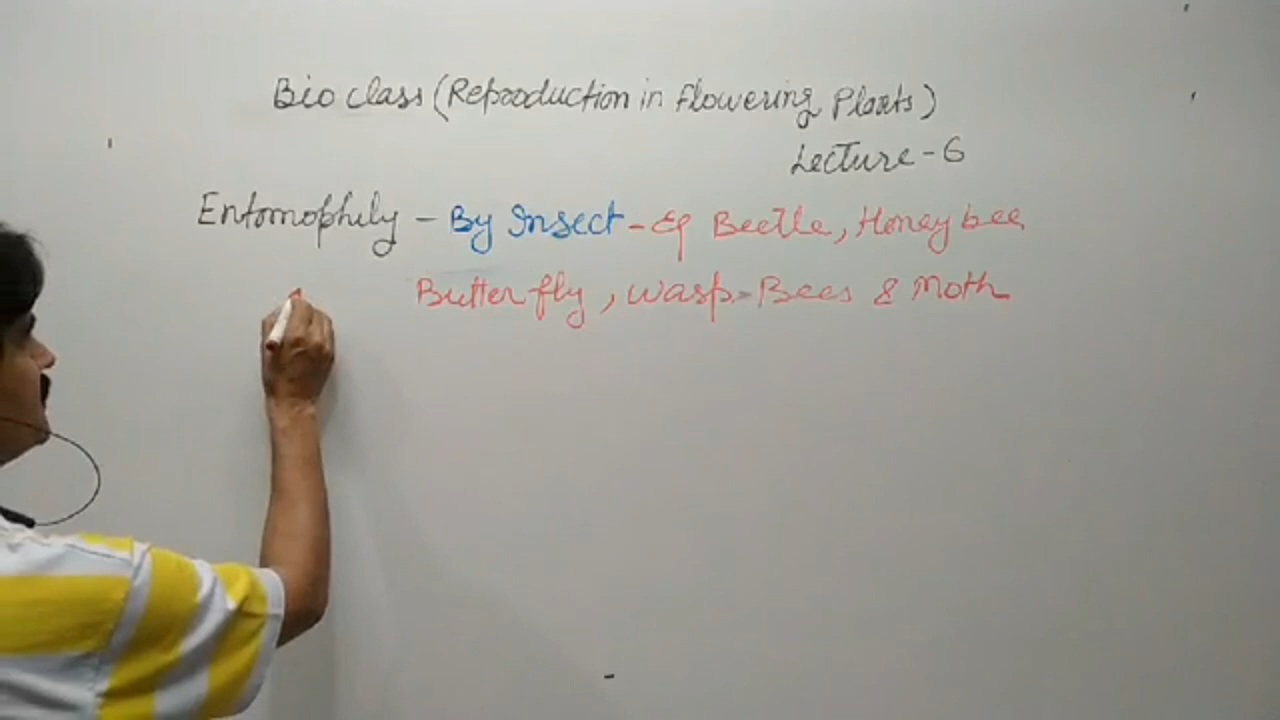 Bio class (Reproduction in Flowering Plants)
Lecture - 6
Entomophily - By Insect - Eg Beetle, Honey bee
Butterfly, Wasp - Bees & Moth